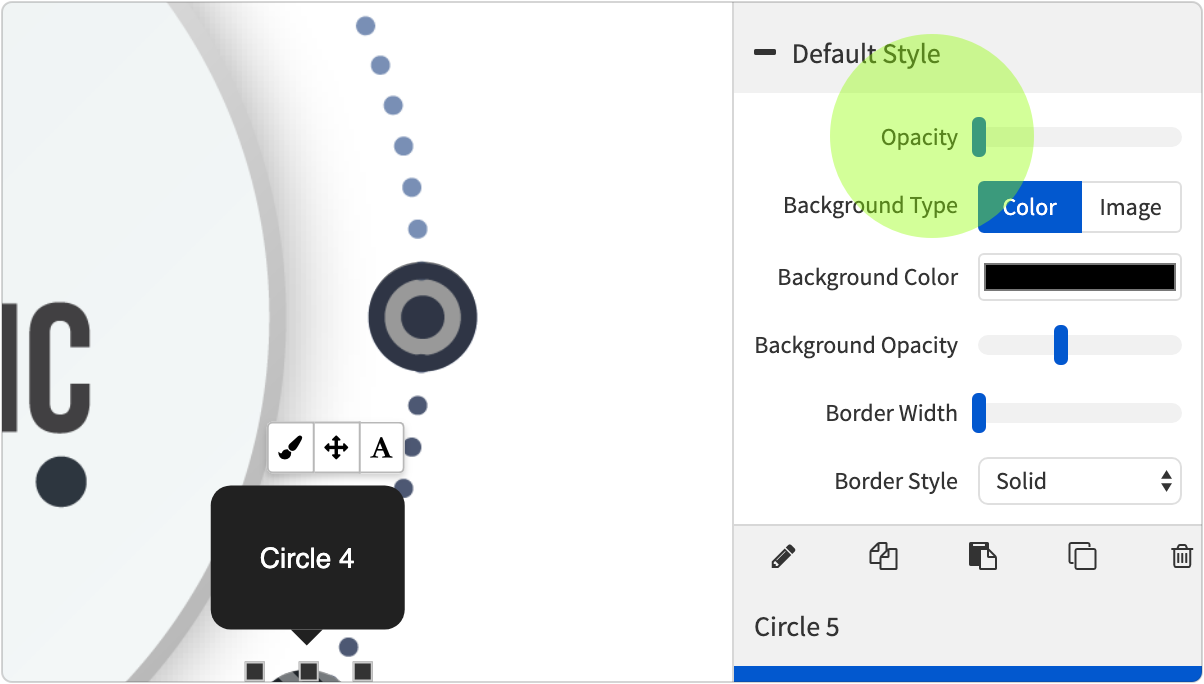 Default Style
Opacity
Background Type
Color
Image
Background Color
IC
Background Opacity
Border Width
A
Border Style
Solid
Circle 4
Circle 5